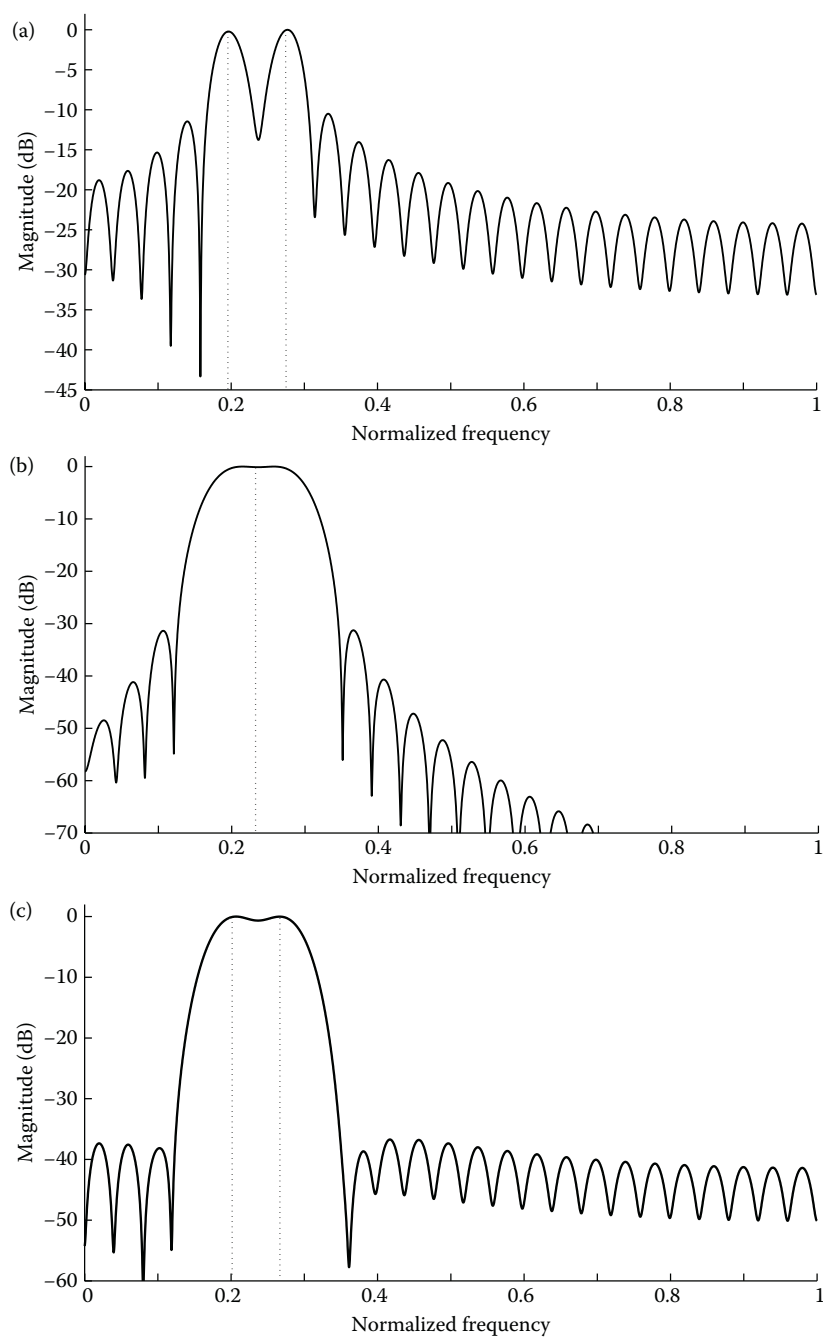 (a)
0
–5
–10
–15
–20
–25
–30
–35
–40
–45
Magnitude (dB)
0 0.2 0.4 0.6 0.8 1
Normalized frequency
(b)
0
–10
–20
–30
–40
–50
–60
–70
Magnitude (dB)
0 0.2 0.4 0.6 0.8 1
Normalized frequency
(c)
0
–10
–20
–30
–40
–50
–60
Magnitude (dB)
0 0.2 0.4 0.6 0.8 1
Normalized frequency